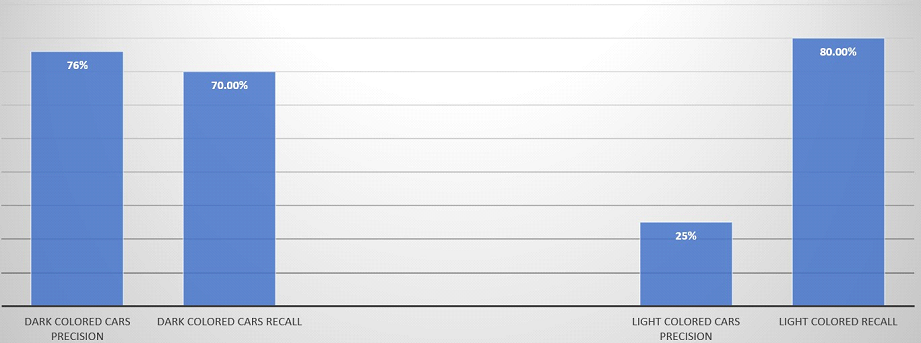 76%
70.00%
25%
80.00%
DARK COLORED CARS
PRECISION
DARK COLORED CARS RECALL
LIGHT COLORED CARS
PRECISION
LIGHT COLORED RECALL